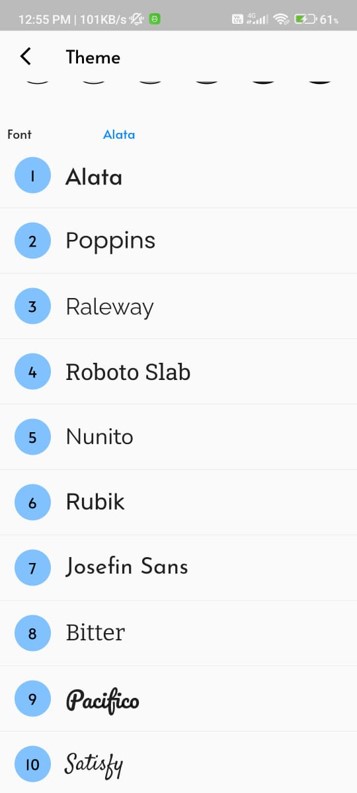 12:55 PM | 101KB/s
4G
61%
Theme
Font
Alata
1
Alata
2
Poppins
3
Raleway
4
Roboto Slab
5
Nunito
6
Rubik
7
Josefin Sans
8
Bitter
9
Pacifico
10
Satisfy